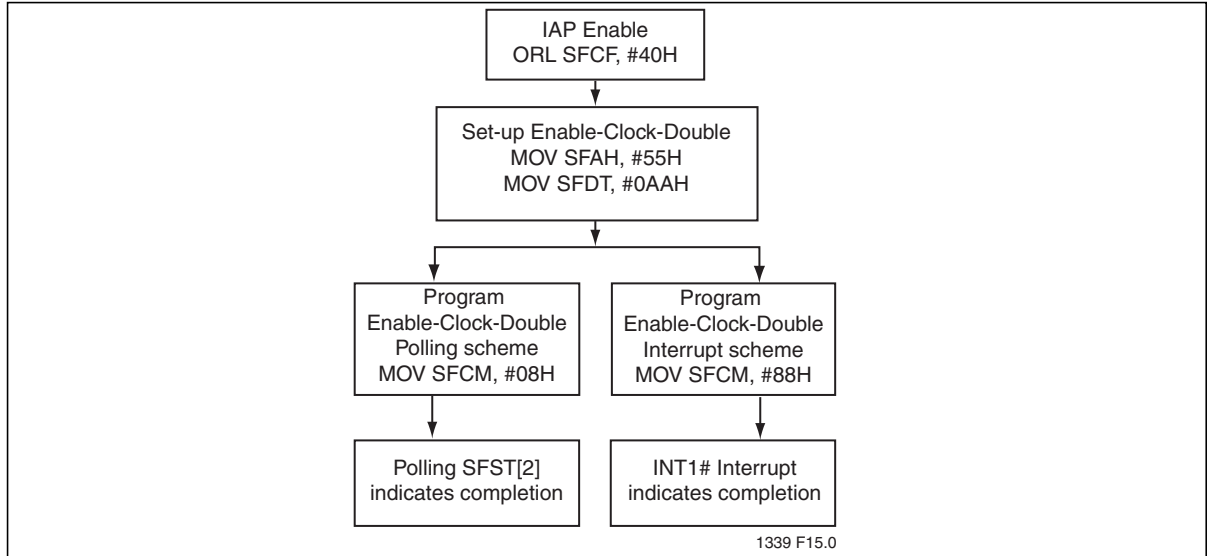 IAP Enable
ORL SFCF, #40H
Set-up Enable-Clock-Double
MOV SFAH, #55H
MOV SFDT, #0AAH
Program
Enable-Clock-Double
Polling scheme
MOV SFCM, #08H
Program
Enable-Clock-Double
Interrupt scheme
MOV SFCM, #88H
Polling SFST[2]
indicates completion
INT1# Interrupt
indicates completion
1339 F15.0